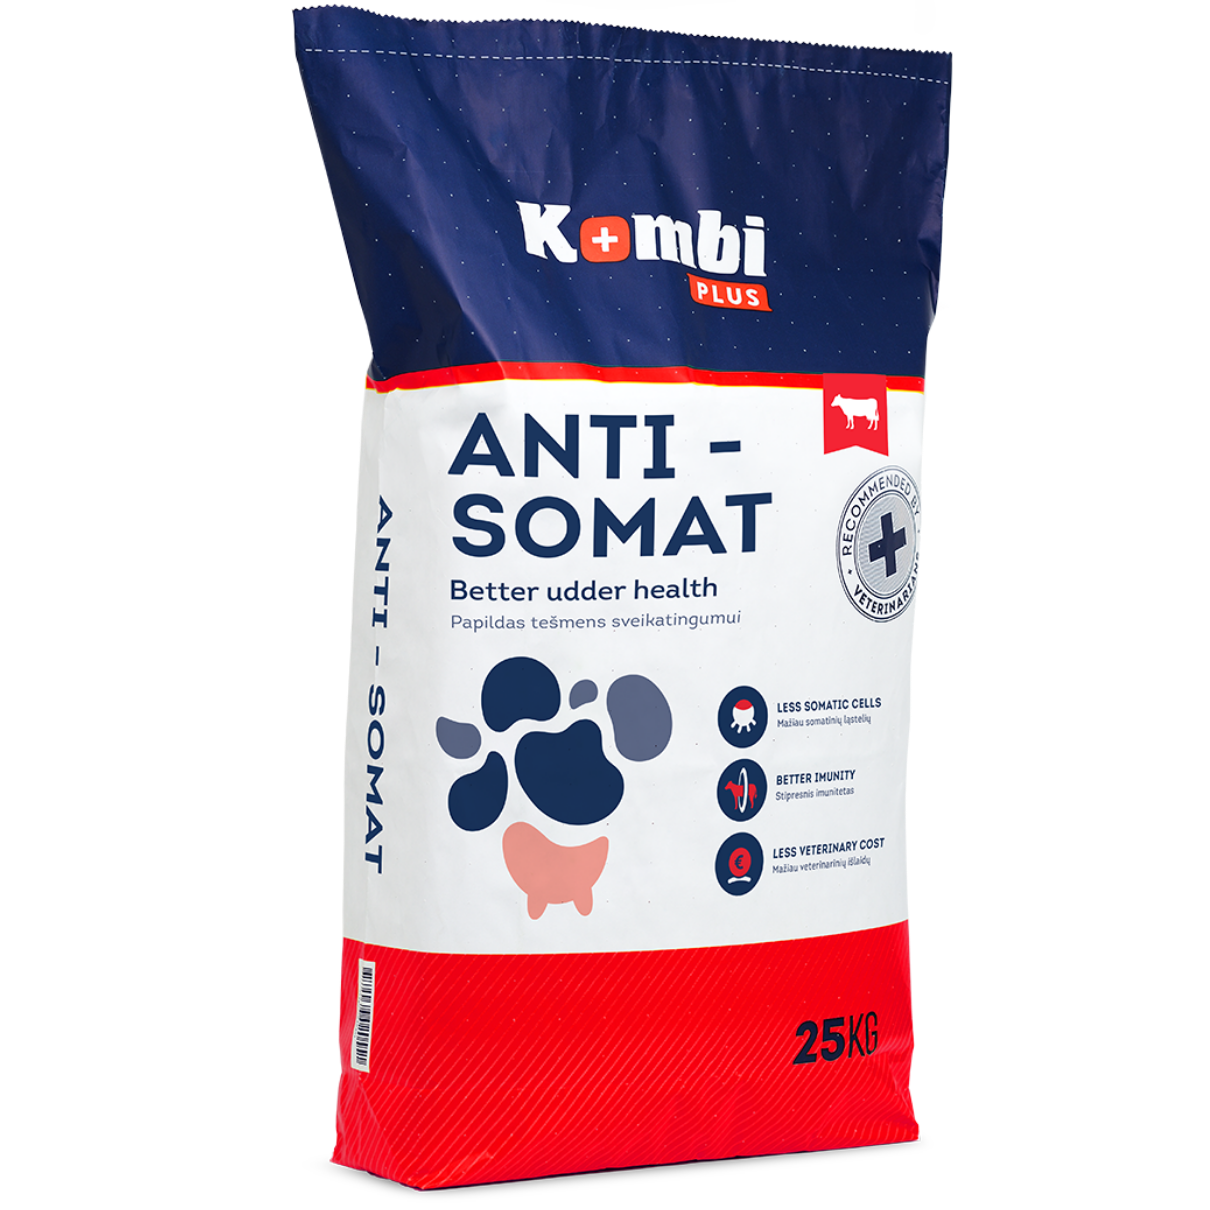 Kombi
PLUS
ANTI -
SOMAT
Better udder health
Papildas tešmens sveikatingumui
RECOMMENDED BY
VETERINARIANS
LESS SOMATIC CELLS
Mažiau somatinių ląstelių
BETTER IMUNITY
Stipresnis imunitetas
LESS VETERINARY COST
Mažiau veterinarinių išlaidų
€
25KG
ANTI - SOMAT